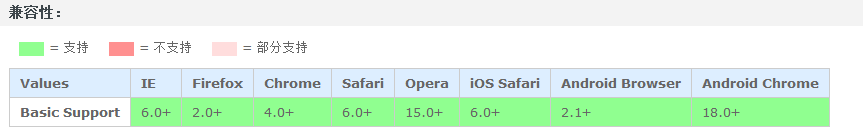 兼容性：
= 支持 = 不支持 = 部分支持
Values IE Firefox Chrome Safari Opera iOS Safari Android Browser Android Chrome
Basic Support 6.0+ 2.0+ 4.0+ 6.0+ 15.0+ 6.0+ 2.1+ 18.0+